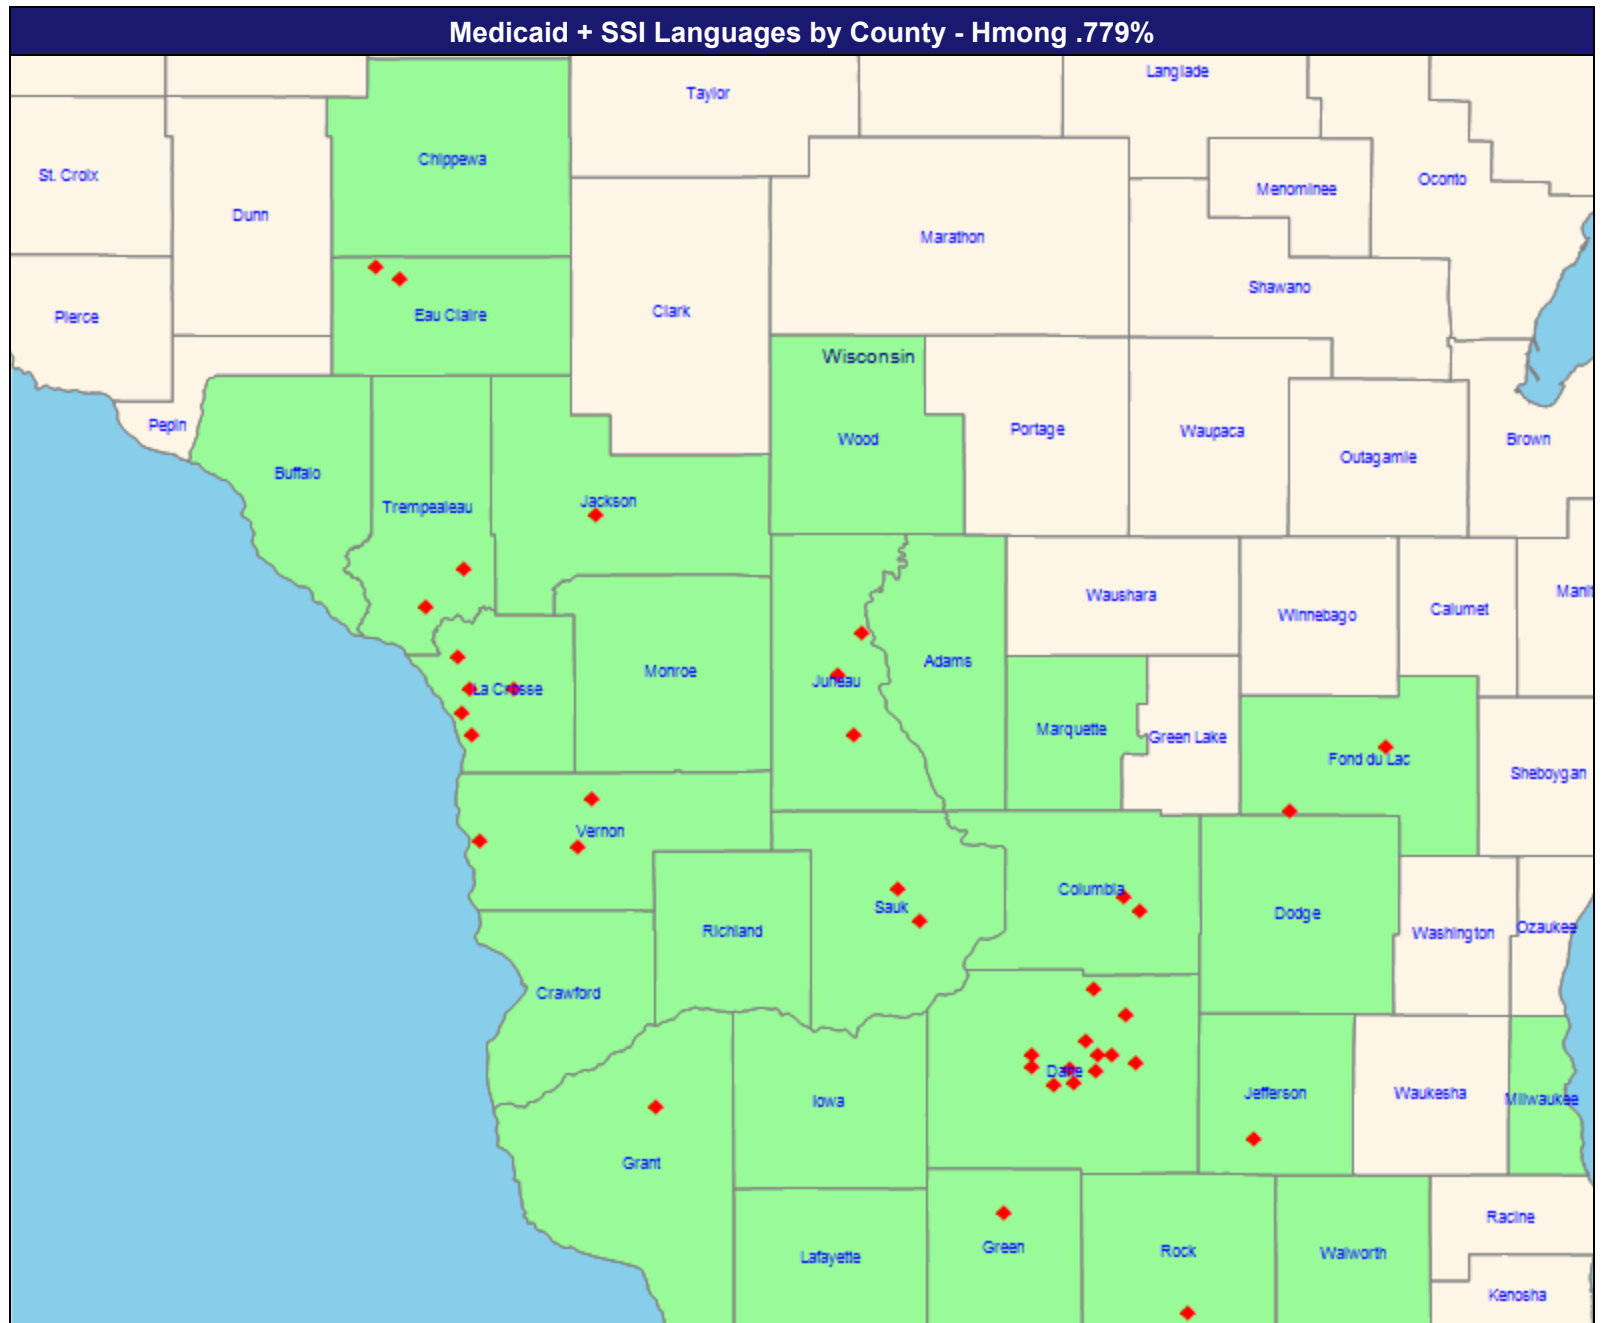 Medicaid + SSI Languages by County - Hmong .779%
Langlade
Taylor
Chippewa
St. Croix
Oconto
Menominee
Dunn
Marathon
Shawano
Clark
Eau Claire
Pierce
Wisconsin
Pepin
Portage
Waupaca
Wood
Brown
Outagamie
Buffalo
Jackson
Trempealeau
Manit
Waushara
Calumet
Winnebago
Adams
Monroe
Juneau
La Crosse
Marquette
Green Lake
Fond du Lac
Sheboygan
Vernon
Columbia
Sauk
Dodge
Ozaukee
Richland
Washington
Crawford
Dane
Jefferson
Waukesha
Milwaukee
Iowa
Grant
Racine
Green
Rock
Walworth
Lafayette
Kenosha